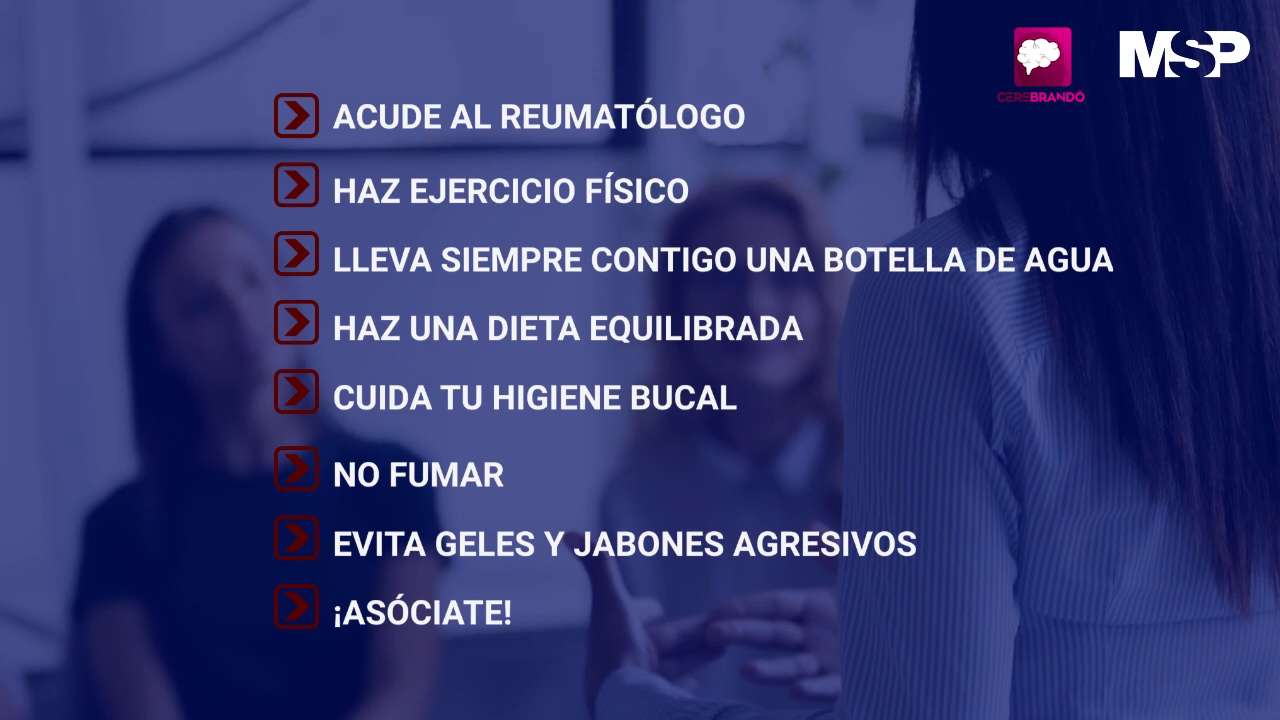 CEREBRANDO
MSP
ACUDE AL REUMATÓLOGO
HAZ EJERCICIO FÍSICO
LLEVA SIEMPRE CONTIGO UNA BOTELLA DE AGUA
HAZ UNA DIETA EQUILIBRADA
CUIDA TU HIGIENE BUCAL
NO FUMAR
EVITA GELES Y JABONES AGRESIVOS
¡ASÓCIATE!